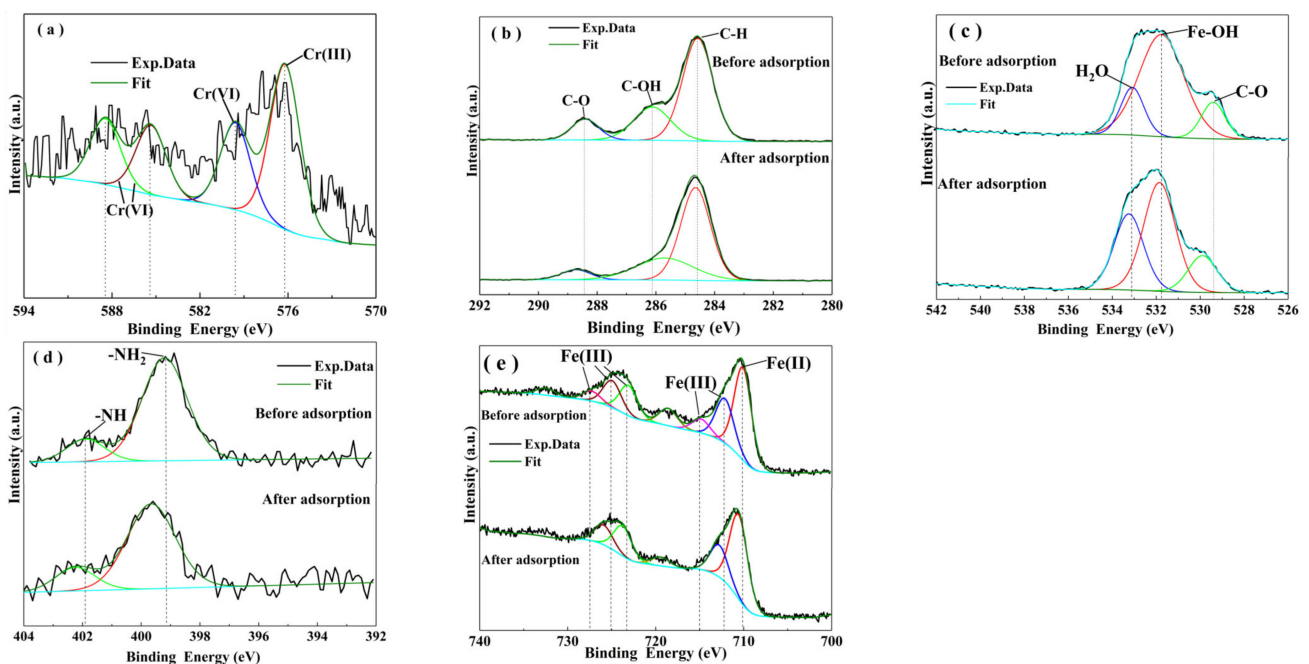 ( a )
Exp.Data
Fit
Cr(III)
Cr(VI)
Cr(VI)
Intensity (a.u.)
594 588 582 576 570
Binding Energy (eV)
( b )
Exp.Data
Fit
C-H
Before adsorption
C-OH
C-O
After adsorption
Intensity (a.u.)
292 290 288 286 284 282 280
Binding Energy (eV)
( c )
Fe-OH
Before adsorption
H₂O
Exp.Data
Fit
C-O
After adsorption
Intensity (a.u.)
542 540 538 536 534 532 530 528 526
Binding Energy (eV)
( d )
-NH₂
Exp.Data
Fit
Before adsorption
-NH
After adsorption
Intensity (a.u.)
404 402 400 398 396 394 392
Binding Energy (eV)
( e )
Fe(III)
Fe(II)
Fe(III)
Before adsorption
Exp.Data
Fit
After adsorption
Intensity (a.u.)
740 730 720 710 700
Binding Energy (eV)